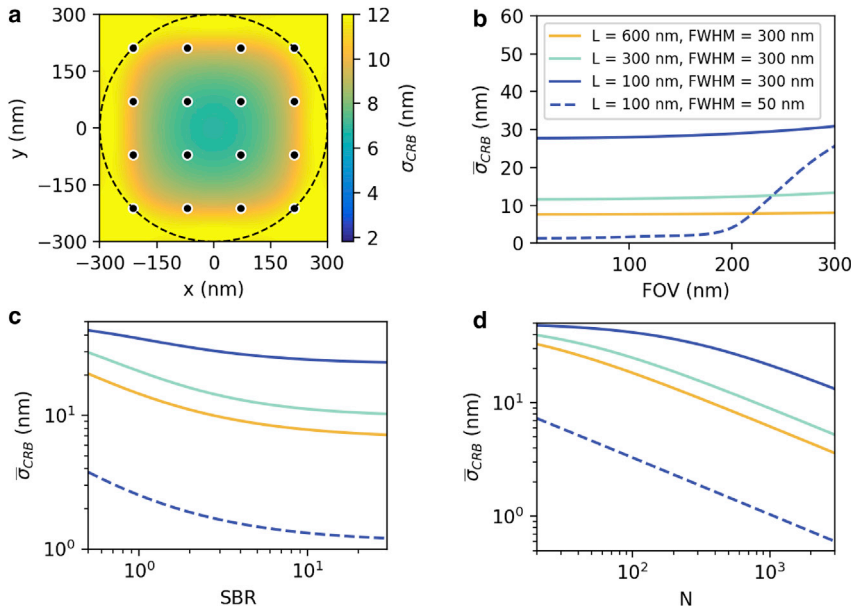 a
y (nm)
300
150
0
−150
−300
−300 −150 0 150 300
x (nm)
12
10
8
6
4
2
σCRB (nm)
b
σ̅CRB (nm)
60
50
40
30
20
10
0
L = 600 nm, FWHM = 300 nm
L = 300 nm, FWHM = 300 nm
L = 100 nm, FWHM = 300 nm
L = 100 nm, FWHM = 50 nm
100 200 300
FOV (nm)
c
σ̅CRB (nm)
10¹
10⁰
10⁰ 10¹
SBR
d
σ̅CRB (nm)
10¹
10⁰
10² 10³
N